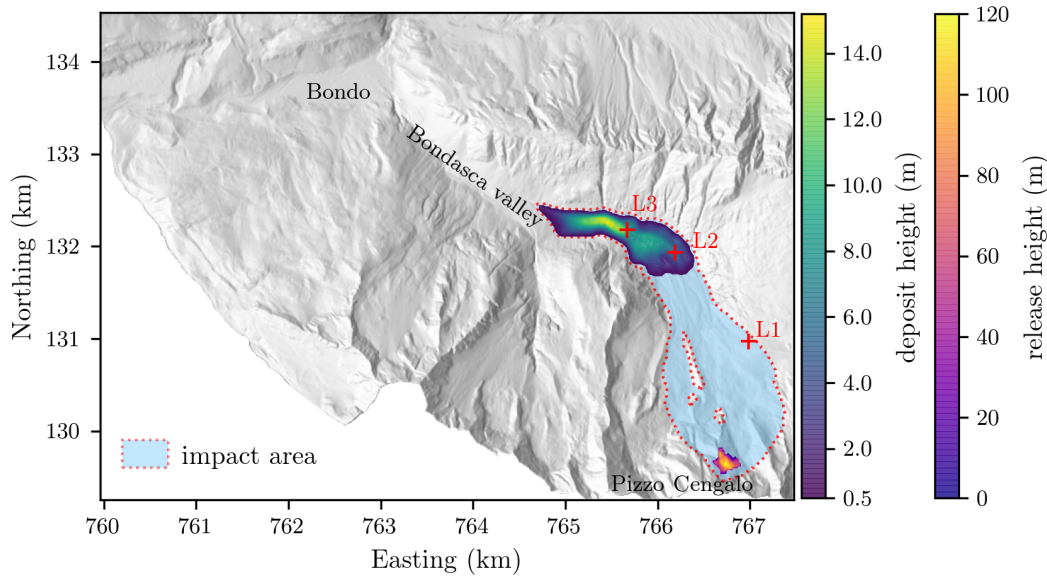 134
133
132
131
130
Northing (km)
760
761
762
763
764
765
766
767
Easting (km)
Bondo
Bondasca valley
L3
L2
L1
Pizzo Cengalo
impact area
14.0
12.0
10.0
8.0
6.0
4.0
2.0
0.5
deposit height (m)
120
100
80
60
40
20
0
release height (m)